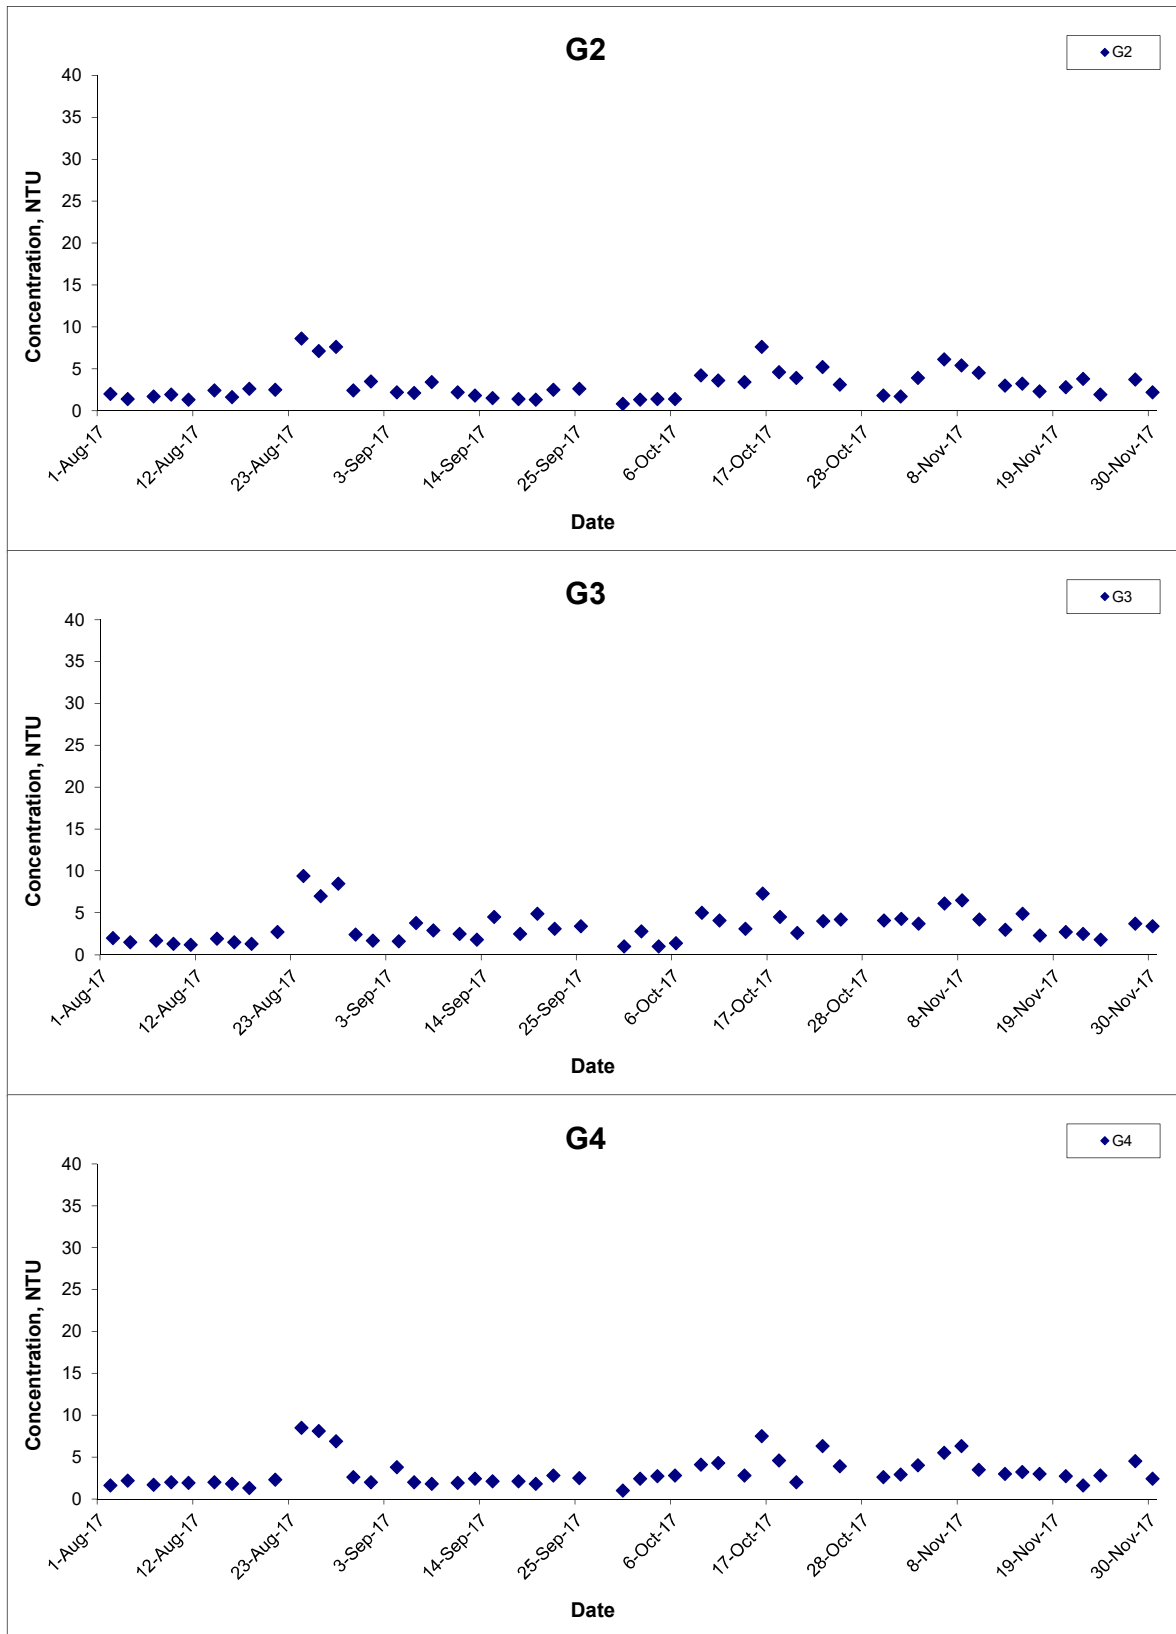 G2
G2
40
35
30
25
20
15
10
5
0
Concentration, NTU
1-Aug-17 12-Aug-17 23-Aug-17 3-Sep-17 14-Sep-17 25-Sep-17 6-Oct-17 17-Oct-17 28-Oct-17 8-Nov-17 19-Nov-17 30-Nov-17
Date
G3
G3
40
35
30
25
20
15
10
5
0
Concentration, NTU
1-Aug-17 12-Aug-17 23-Aug-17 3-Sep-17 14-Sep-17 25-Sep-17 6-Oct-17 17-Oct-17 28-Oct-17 8-Nov-17 19-Nov-17 30-Nov-17
Date
G4
G4
40
35
30
25
20
15
10
5
0
Concentration, NTU
1-Aug-17 12-Aug-17 23-Aug-17 3-Sep-17 14-Sep-17 25-Sep-17 6-Oct-17 17-Oct-17 28-Oct-17 8-Nov-17 19-Nov-17 30-Nov-17
Date